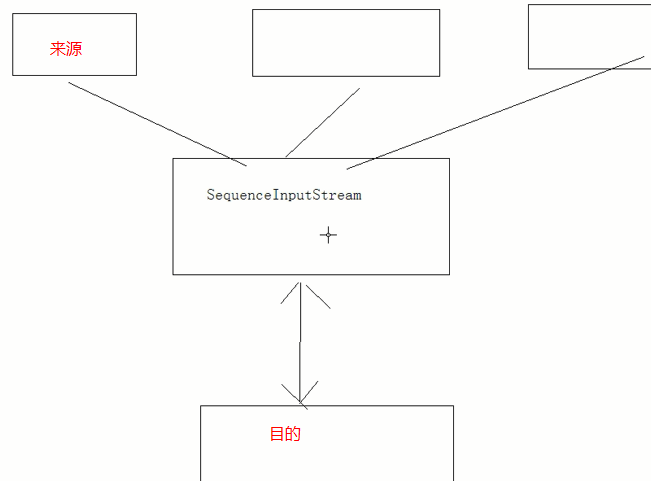 来源
SequenceInputStream
目的